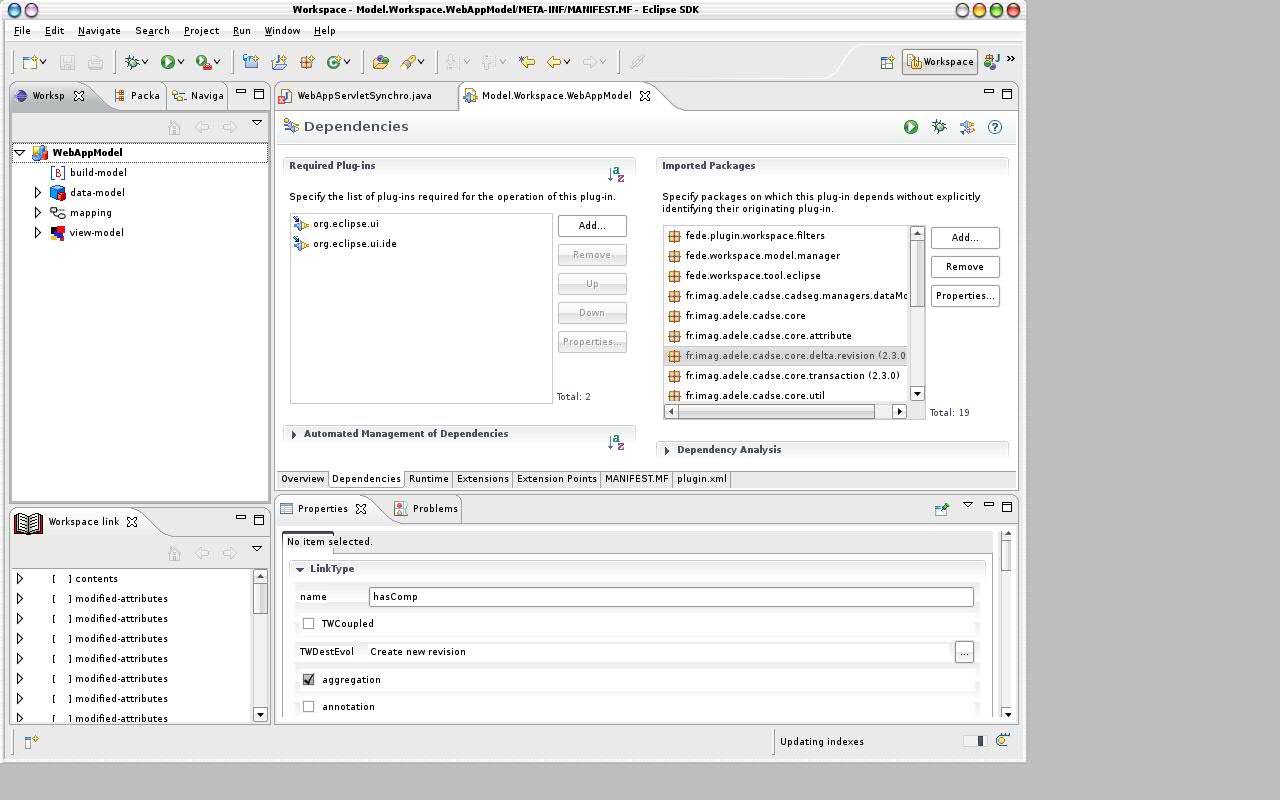 Workspace - Model.Workspace.WebAppModel/META-INF/MANIFEST.MF - Eclipse SDK
File Edit Navigate Search Project Run Window Help
Workspace
Worksp
Packa
Naviga
WebAppModel
build-model
data-model
mapping
view-model
WebAppServletSynchro.java
Model.Workspace.WebAppModel
Dependencies
Required Plug-ins
Specify the list of plug-ins required for the operation of this plug-in.
org.eclipse.ui
org.eclipse.ui.ide
Add...
Remove
Up
Down
Properties...
Total: 2
Automated Management of Dependencies
Imported Packages
Specify packages on which this plug-in depends without explicitly
identifying their originating plug-in.
fede.plugin.workspace.filters
fede.workspace.model.manager
fede.workspace.tool.eclipse
fr.imag.adele.cadse.cadseg.managers.dataMo
fr.imag.adele.cadse.core
fr.imag.adele.cadse.core.attribute
fr.imag.adele.cadse.core.delta.revision (2.3.0
fr.imag.adele.cadse.core.transaction (2.3.0)
fr.imag.adele.cadse.core.util
Add...
Remove
Properties...
Total: 19
Dependency Analysis
Overview Dependencies Runtime Extensions Extension Points MANIFEST.MF plugin.xml
Workspace link
[ ] contents
[ ] modified-attributes
[ ] modified-attributes
[ ] modified-attributes
[ ] modified-attributes
[ ] modified-attributes
[ ] modified-attributes
[ ] modified-attributes
Properties
Problems
No item selected.
LinkType
name hasComp
TWCoupled
TWDestEvol Create new revision ...
aggregation
annotation
Updating indexes